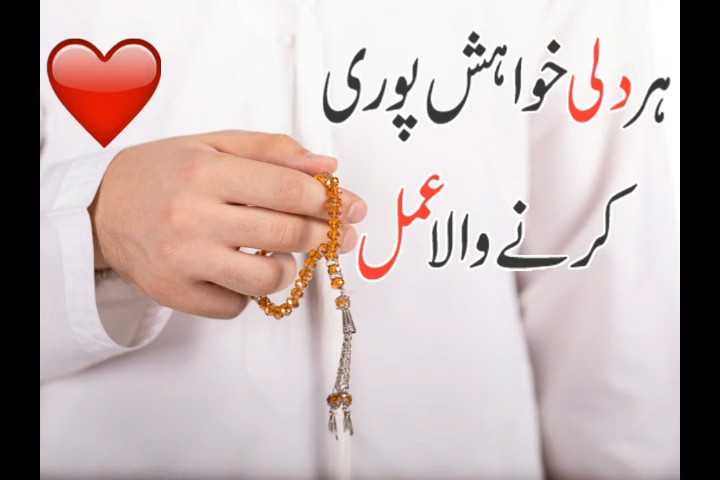 ہر دلی خواہش پوری
کرنے والا عمل